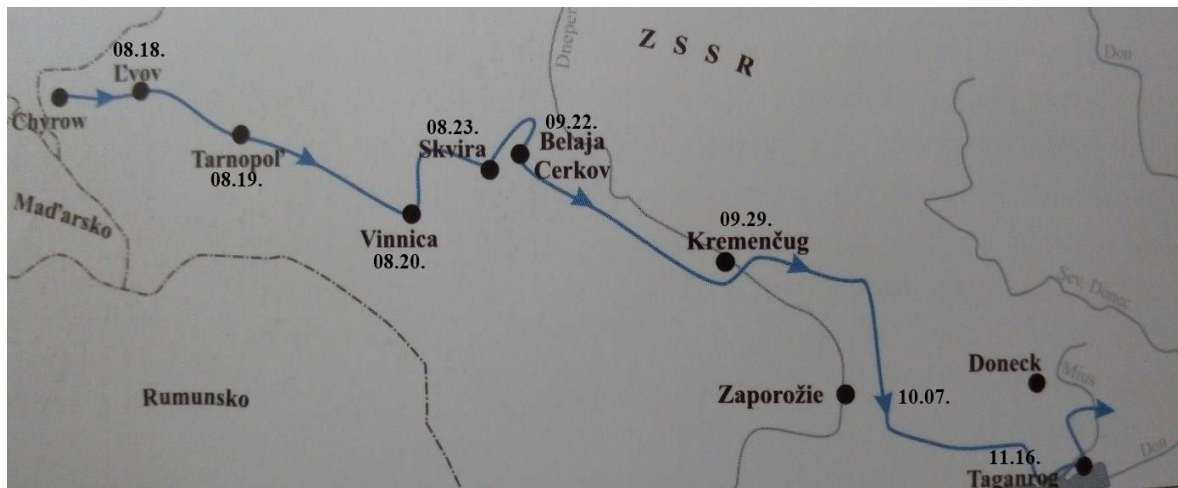 Z S S R
Dneper
Don
08.18.
Ľvov
Chyrow
Tarnopoľ
08.19.
08.23.
Skvira
09.22.
Belaja
Cerkov
Maďarsko
Vinnica
08.20.
09.29.
Kremenčug
Sev. Donec
Rumunsko
Zaporožie
10.07.
Doneck
Mius
11.16.
Taganrog
Don